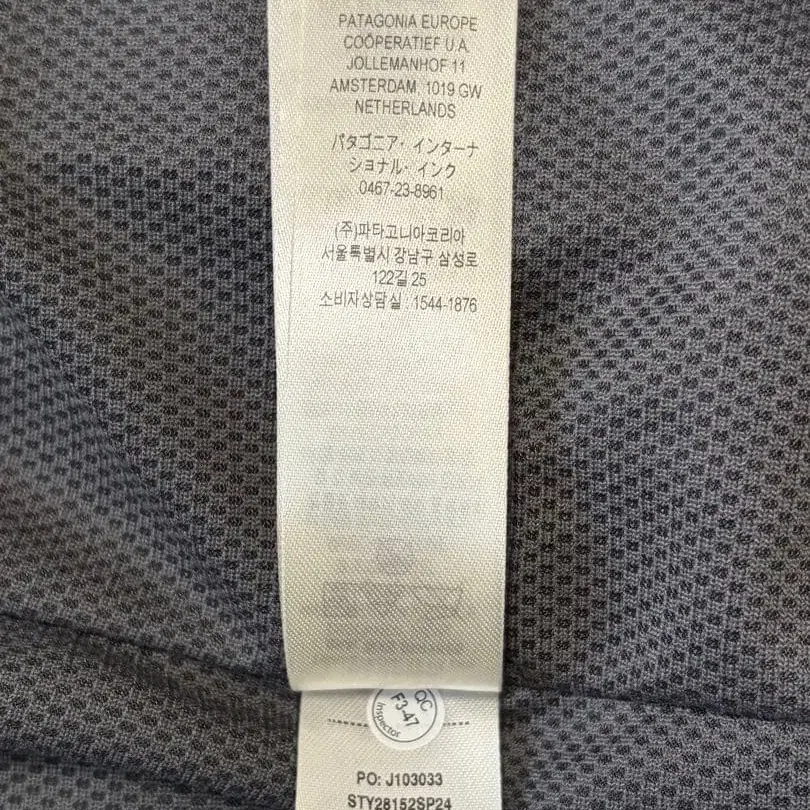 PATAGONIA EUROPE
COÖPERATIEF U.A.
JOLLEMANHOF 11
AMSTERDAM 1019 GW
NETHERLANDS
パタゴニア・インターナ
ショナル・インク
0467-23-8961
(주)파타고니아코리아
서울특별시 강남구 삼성로
122길 25
소비자상담실 : 1544-1876
QC
F3-47
Inspector
PO: J103033
STY28152SP24